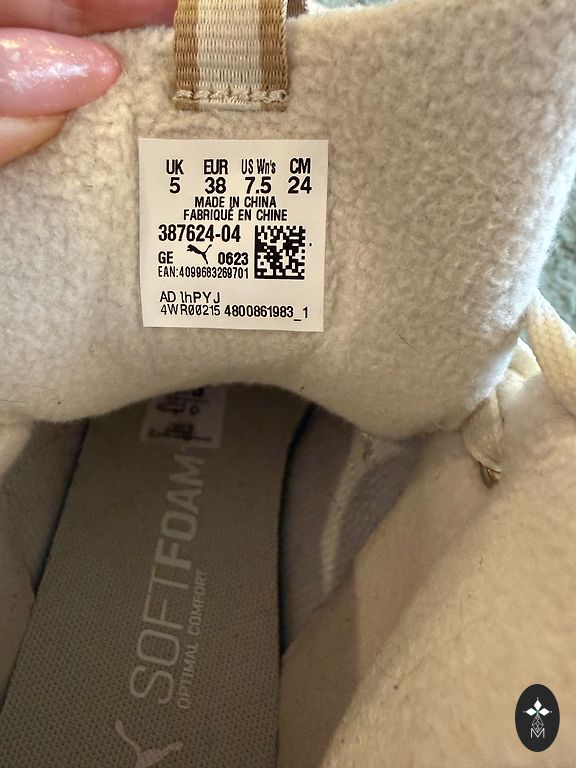 UK EUR US Wn's CM
5 38 7.5 24
MADE IN CHINA
FABRIQUÉ EN CHINE
387624-04
GE 0623
EAN:4099683269701
AD 1hPYJ
4WR00215 4800861983_1
SOFTFOAM
OPTIMAL COMFORT
M